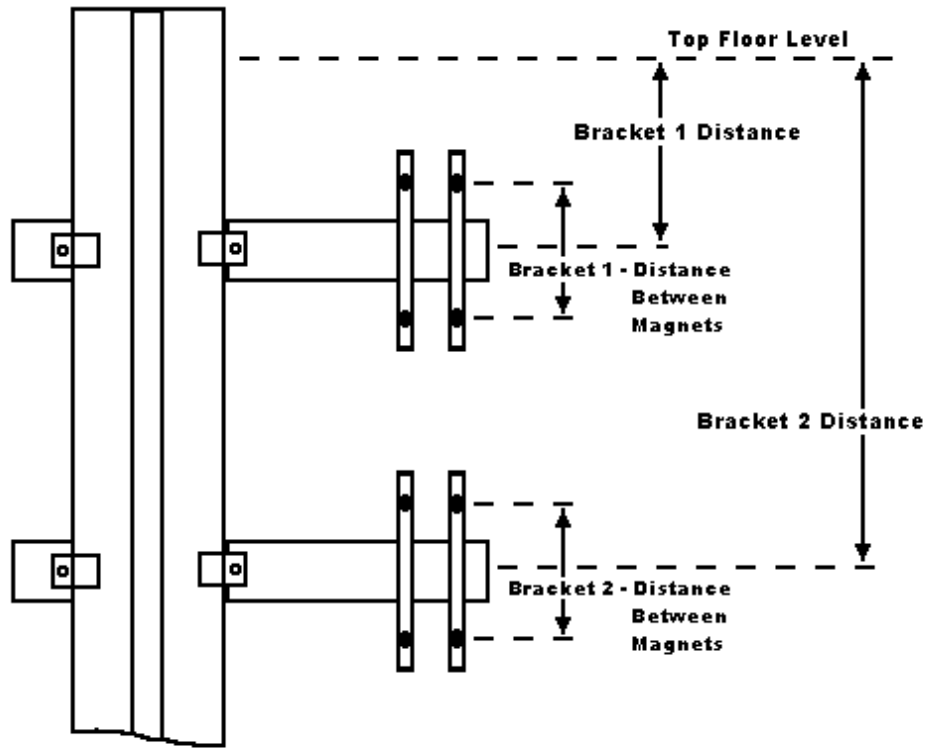 Top Floor Level
Bracket 1 Distance
Bracket 1 - Distance
Between
Magnets
Bracket 2 Distance
Bracket 2 - Distance
Between
Magnets